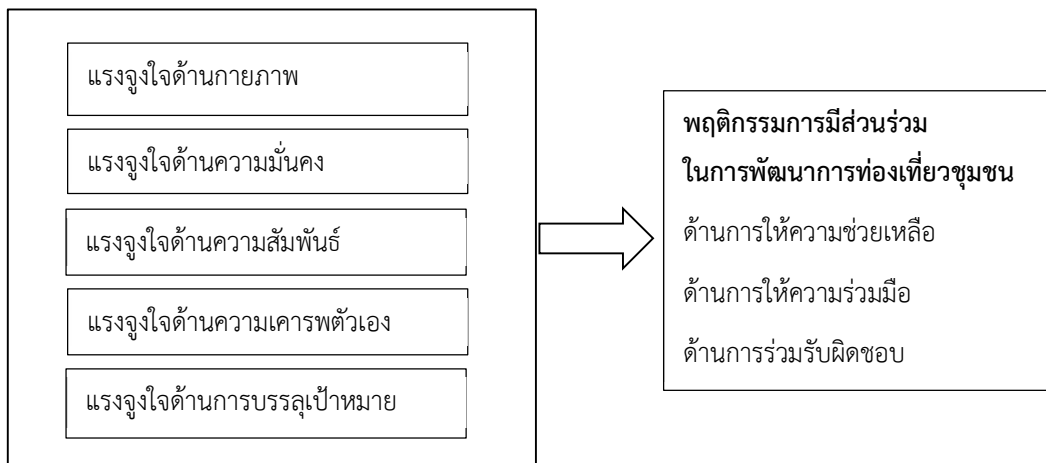 แรงจูงใจด้านกายภาพ
แรงจูงใจด้านความมั่นคง
แรงจูงใจด้านความสัมพันธ์
แรงจูงใจด้านความเคารพตัวเอง
แรงจูงใจด้านการบรรลุเป้าหมาย
พฤติกรรมการมีส่วนร่วม
ในการพัฒนาการท่องเที่ยวชุมชน
ด้านการให้ความช่วยเหลือ
ด้านการให้ความร่วมมือ
ด้านการร่วมรับผิดชอบ